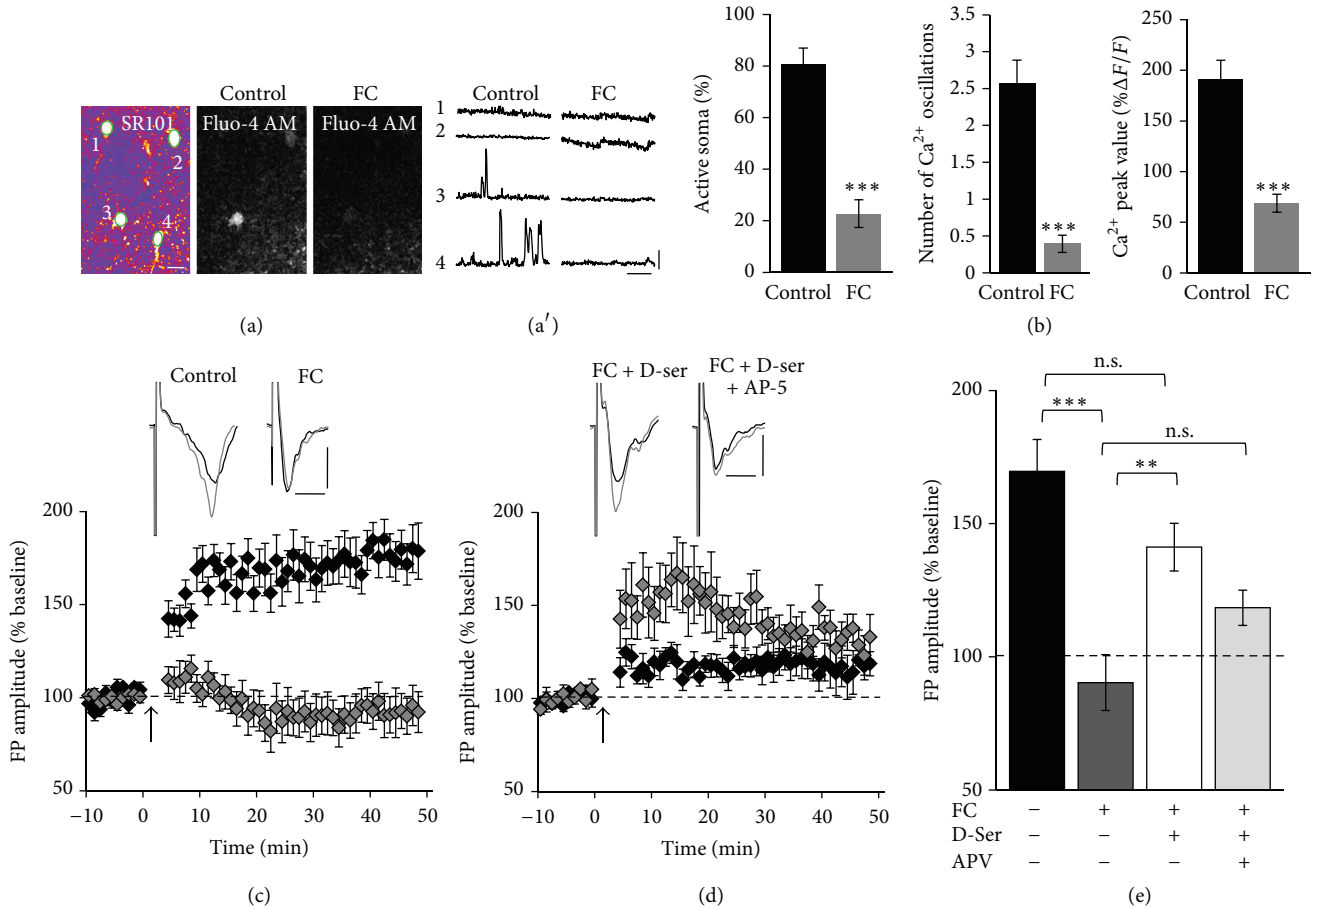 Control
FC
SR101
Fluo-4 AM
Fluo-4 AM
1
2
3
4
(a)
Control
FC
1
2
3
4
(a′)
Active soma (%)
100
80
60
40
20
0
***
Control FC
Number of Ca2+ oscillations
3.5
3
2.5
2
1.5
1
0.5
0
***
Control FC
Ca2+ peak value (%ΔF/F)
250
200
150
100
50
0
***
Control FC
(b)
Control
FC
FP amplitude (% baseline)
200
150
100
50
−10 0 10 20 30 40 50
Time (min)
(c)
FC + D-ser
FC + D-ser
+ AP-5
FP amplitude (% baseline)
200
150
100
50
−10 0 10 20 30 40 50
Time (min)
(d)
n.s.
***
n.s.
**
FP amplitude (% baseline)
200
150
100
50
FC − + + +
D-Ser − − + +
APV − − − +
(e)